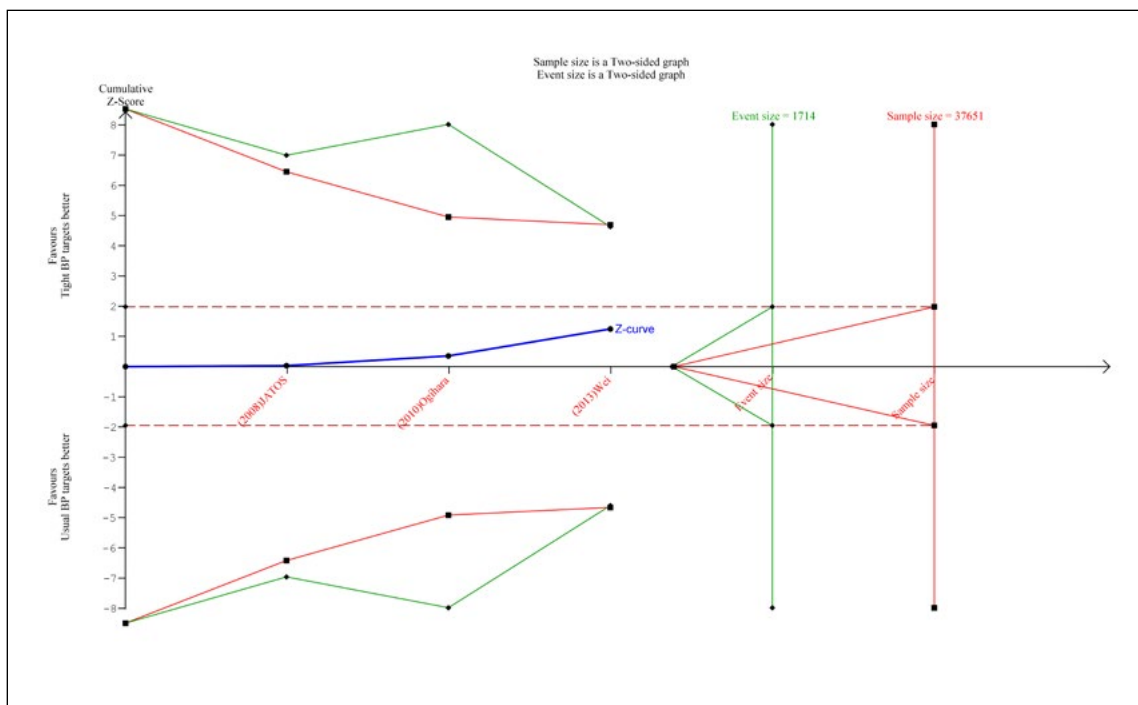 Sample size is a Two-sided graph
Event size is a Two-sided graph
Cumulative
Z-Score
Event size = 1714
Sample size = 37651
8
7
6
5
4
3
2
1
-1
-2
-3
-4
-5
-6
-7
-8
Favours
Tight BP targets better
Favours
Usual BP targets better
Z-curve
(2008)JATOS
(2010)Ogihara
(2013)Wei
Event size
Sample size